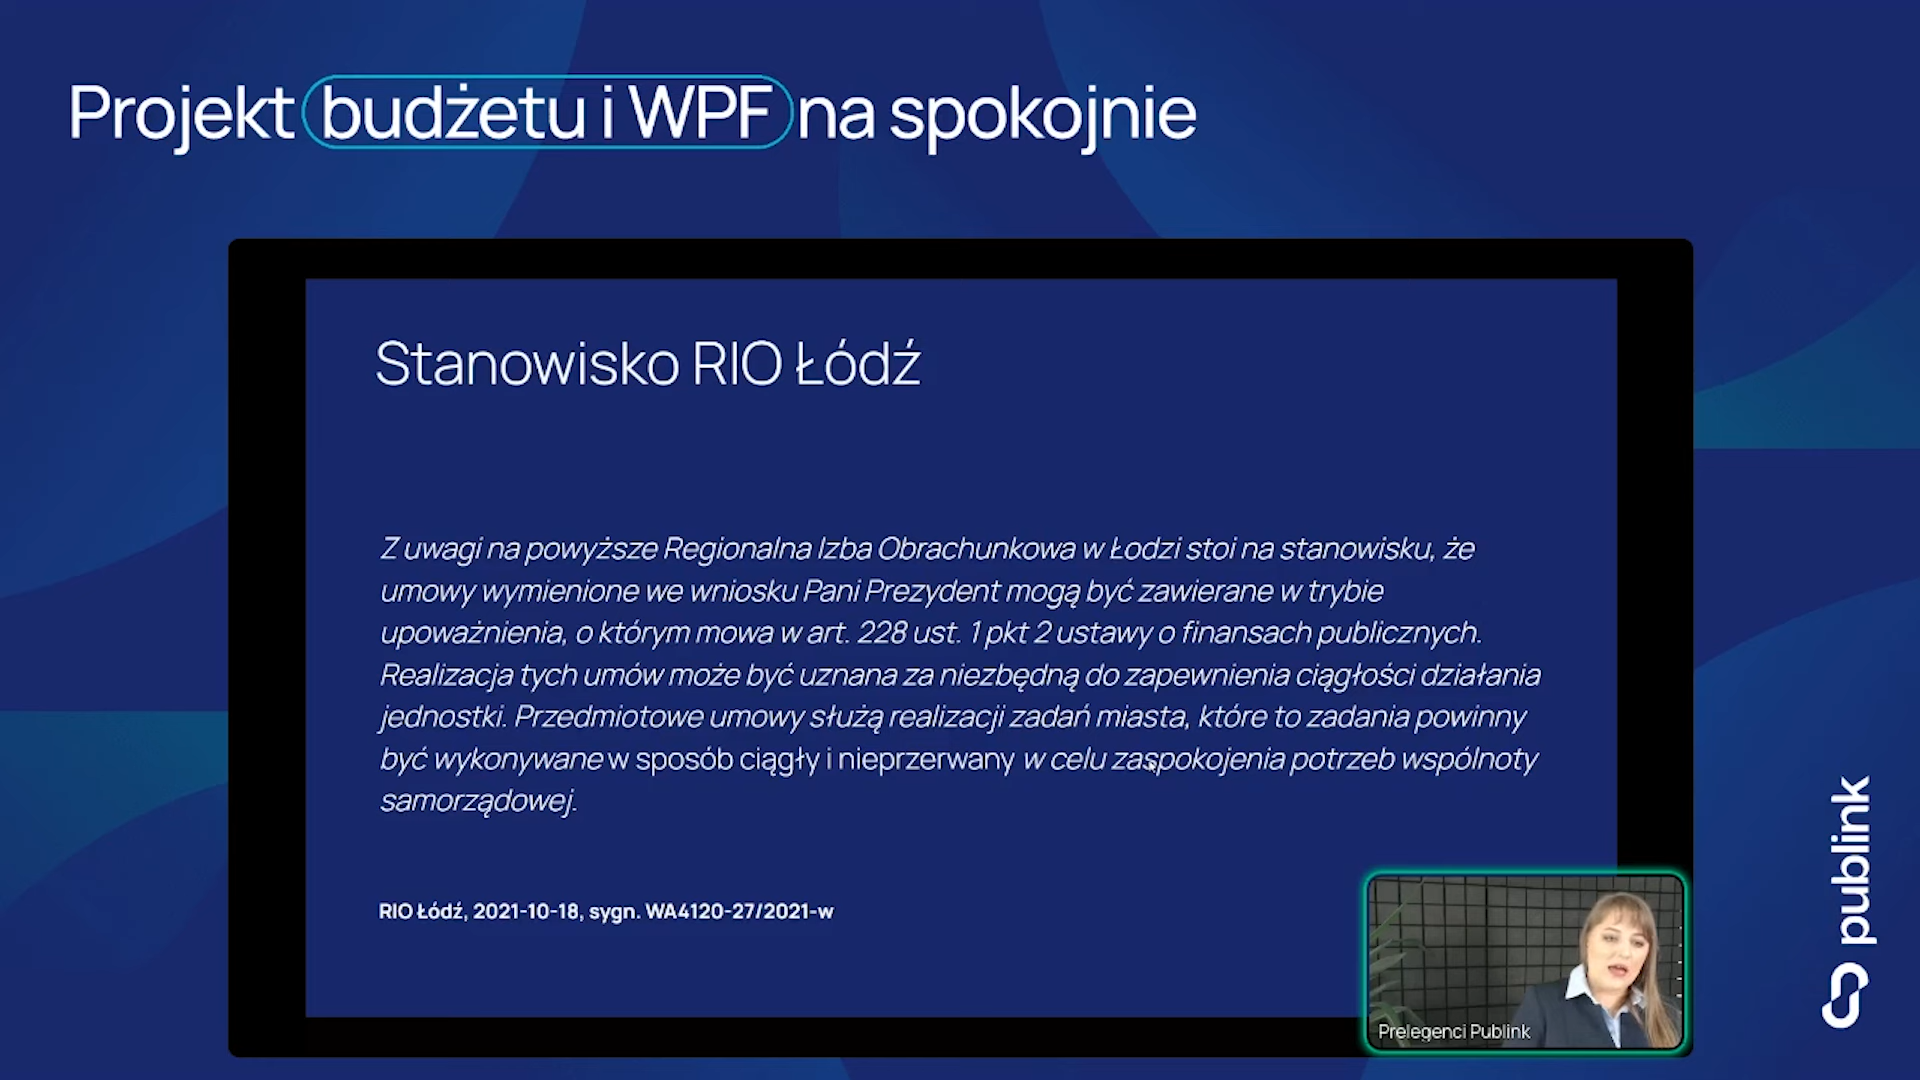 Projekt budżetu i WPF na spokojnie
Stanowisko RIO Łódź
Z uwagi na powyższe Regionalna Izba Obrachunkowa w Łodzi stoi na stanowisku, że
umowy wymienione we wniosku Pani Prezydent mogą być zawierane w trybie
upoważnienia, o którym mowa w art. 228 ust. 1 pkt 2 ustawy o finansach publicznych.
Realizacja tych umów może być uznana za niezbędną do zapewnienia ciągłości działania
jednostki. Przedmiotowe umowy służą realizacji zadań miasta, które to zadania powinny
być wykonywane w sposób ciągły i nieprzerwany w celu zaspokojenia potrzeb wspólnoty
samorządowej.
RIO Łódź, 2021-10-18, sygn. WA4120-27/2021-w
Prelegenci Publink
publink